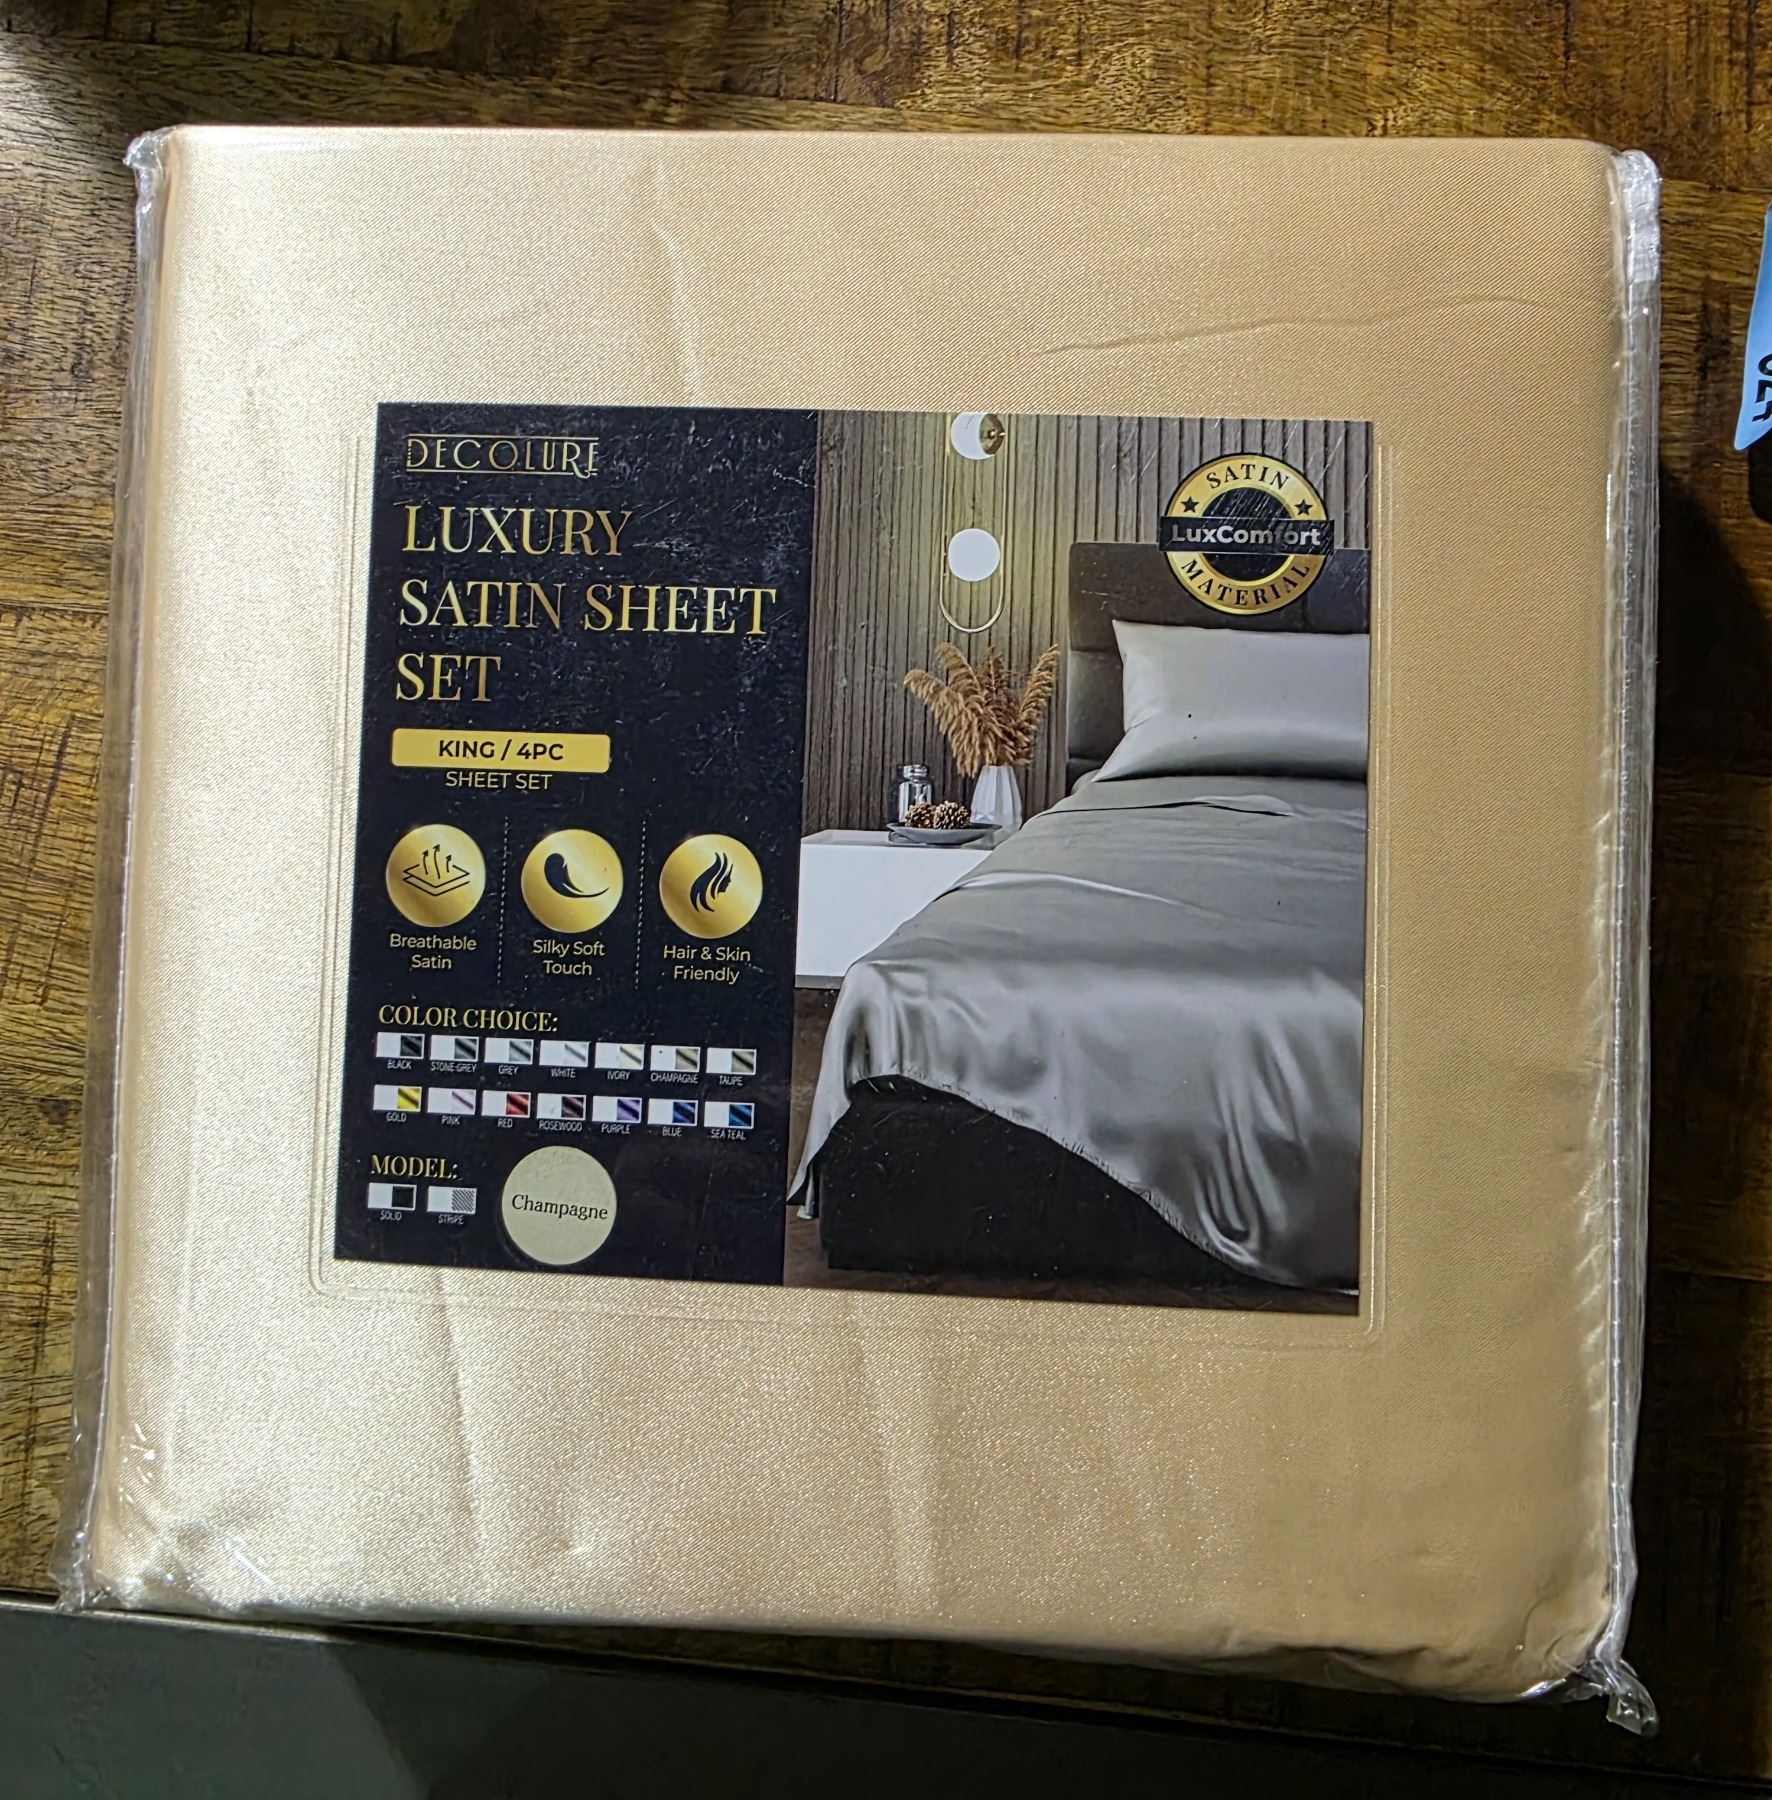 DECOLURE
LUXURY
SATIN SHEET
SET
KING / 4PC
SHEET SET
Breathable
Satin
Silky Soft
Touch
Hair & Skin
Friendly
COLOR CHOICE:
BLACK STONE GREY GREY WHITE IVORY CHAMPAGNE TAUPE
GOLD PINK RED ROSEWOOD PURPLE BLUE SEA TEAL
MODEL:
SOLID STRIPE
Champagne
SATIN
LuxComfort
MATERIAL